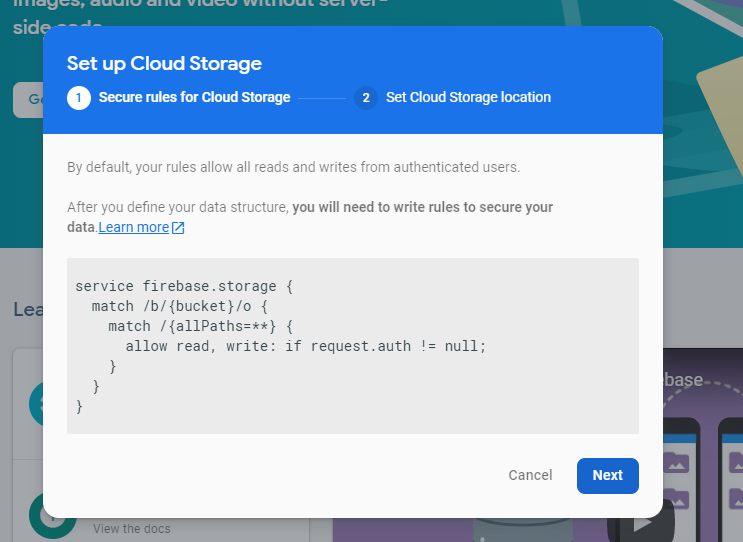 images, audio and video without server-
side code
Set up Cloud Storage
1 Secure rules for Cloud Storage 2 Set Cloud Storage location
By default, your rules allow all reads and writes from authenticated users.
After you define your data structure, you will need to write rules to secure your
data.Learn more
service firebase.storage {
  match /b/{bucket}/o {
    match /{allPaths=**} {
      allow read, write: if request.auth != null;
    }
  }
}
Cancel Next
Ge
Lea
base
View the docs